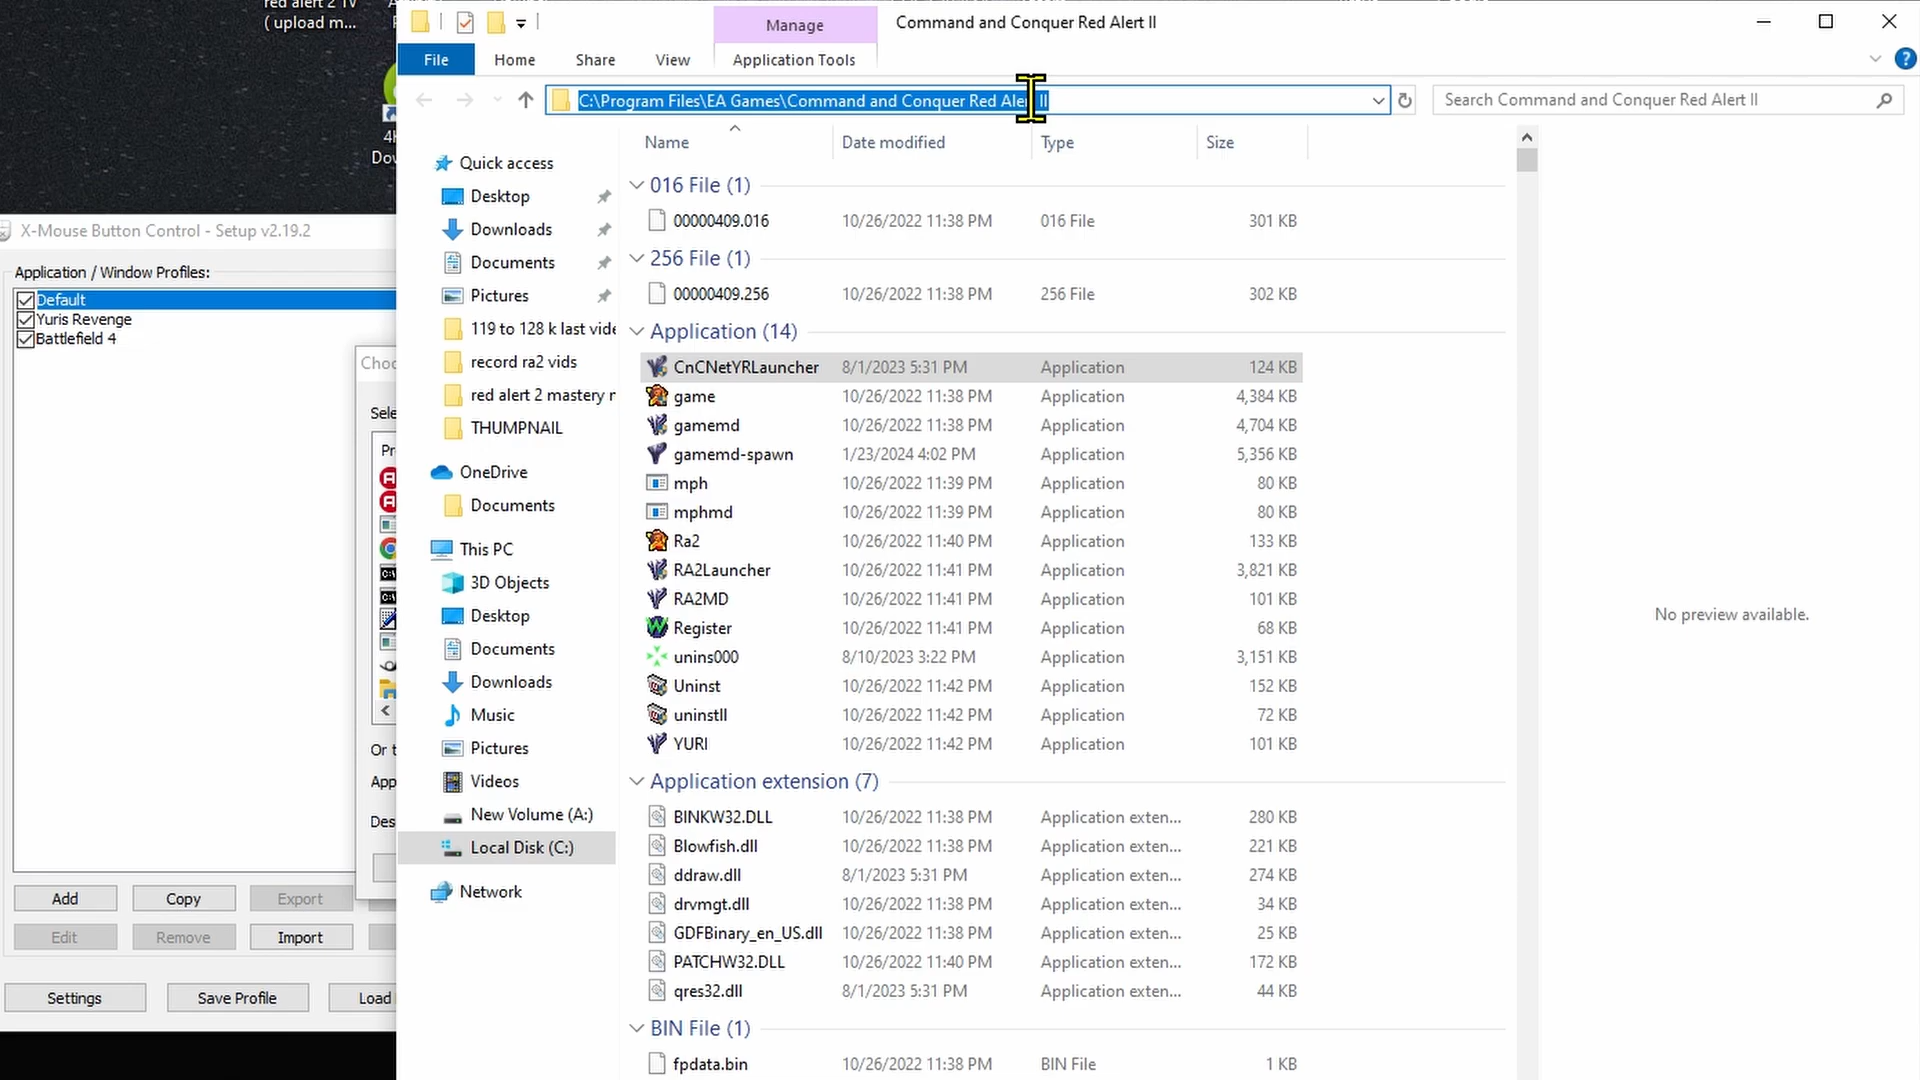 red alert 2 TV
( upload m...
4K
Dow
X-Mouse Button Control - Setup v2.19.2
Application / Window Profiles:
Default
Yuris Revenge
Battlefield 4
Choo
Sele
Pr
Or t
App
Des
Add
Copy
Export
Edit
Remove
Import
Settings
Save Profile
Load
Manage
Command and Conquer Red Alert II
File
Home
Share
View
Application Tools
C:\Program Files\EA Games\Command and Conquer Red Alert II
Search Command and Conquer Red Alert II
Quick access
Desktop
Downloads
Documents
Pictures
119 to 128 k last vide
record ra2 vids
red alert 2 mastery r
THUMPNAIL
OneDrive
Documents
This PC
3D Objects
Desktop
Documents
Downloads
Music
Pictures
Videos
New Volume (A:)
Local Disk (C:)
Network
Name Date modified Type Size
016 File (1)
00000409.016 10/26/2022 11:38 PM 016 File 301 KB
256 File (1)
00000409.256 10/26/2022 11:38 PM 256 File 302 KB
Application (14)
CnCNetYRLauncher 8/1/2023 5:31 PM Application 124 KB
game 10/26/2022 11:38 PM Application 4,384 KB
gamemd 10/26/2022 11:38 PM Application 4,704 KB
gamemd-spawn 1/23/2024 4:02 PM Application 5,356 KB
mph 10/26/2022 11:39 PM Application 80 KB
mphmd 10/26/2022 11:39 PM Application 80 KB
Ra2 10/26/2022 11:40 PM Application 133 KB
RA2Launcher 10/26/2022 11:41 PM Application 3,821 KB
RA2MD 10/26/2022 11:41 PM Application 101 KB
Register 10/26/2022 11:41 PM Application 68 KB
unins000 8/10/2023 3:22 PM Application 3,151 KB
Uninst 10/26/2022 11:42 PM Application 152 KB
uninstll 10/26/2022 11:42 PM Application 72 KB
YURI 10/26/2022 11:42 PM Application 101 KB
Application extension (7)
BINKW32.DLL 10/26/2022 11:38 PM Application exten... 280 KB
Blowfish.dll 10/26/2022 11:38 PM Application exten... 221 KB
ddraw.dll 8/1/2023 5:31 PM Application exten... 274 KB
drvmgt.dll 10/26/2022 11:38 PM Application exten... 34 KB
GDFBinary_en_US.dll 10/26/2022 11:38 PM Application exten... 25 KB
PATCHW32.DLL 10/26/2022 11:40 PM Application exten... 172 KB
qres32.dll 8/1/2023 5:31 PM Application exten... 44 KB
BIN File (1)
fpdata.bin 10/26/2022 11:38 PM BIN File 1 KB
No preview available.